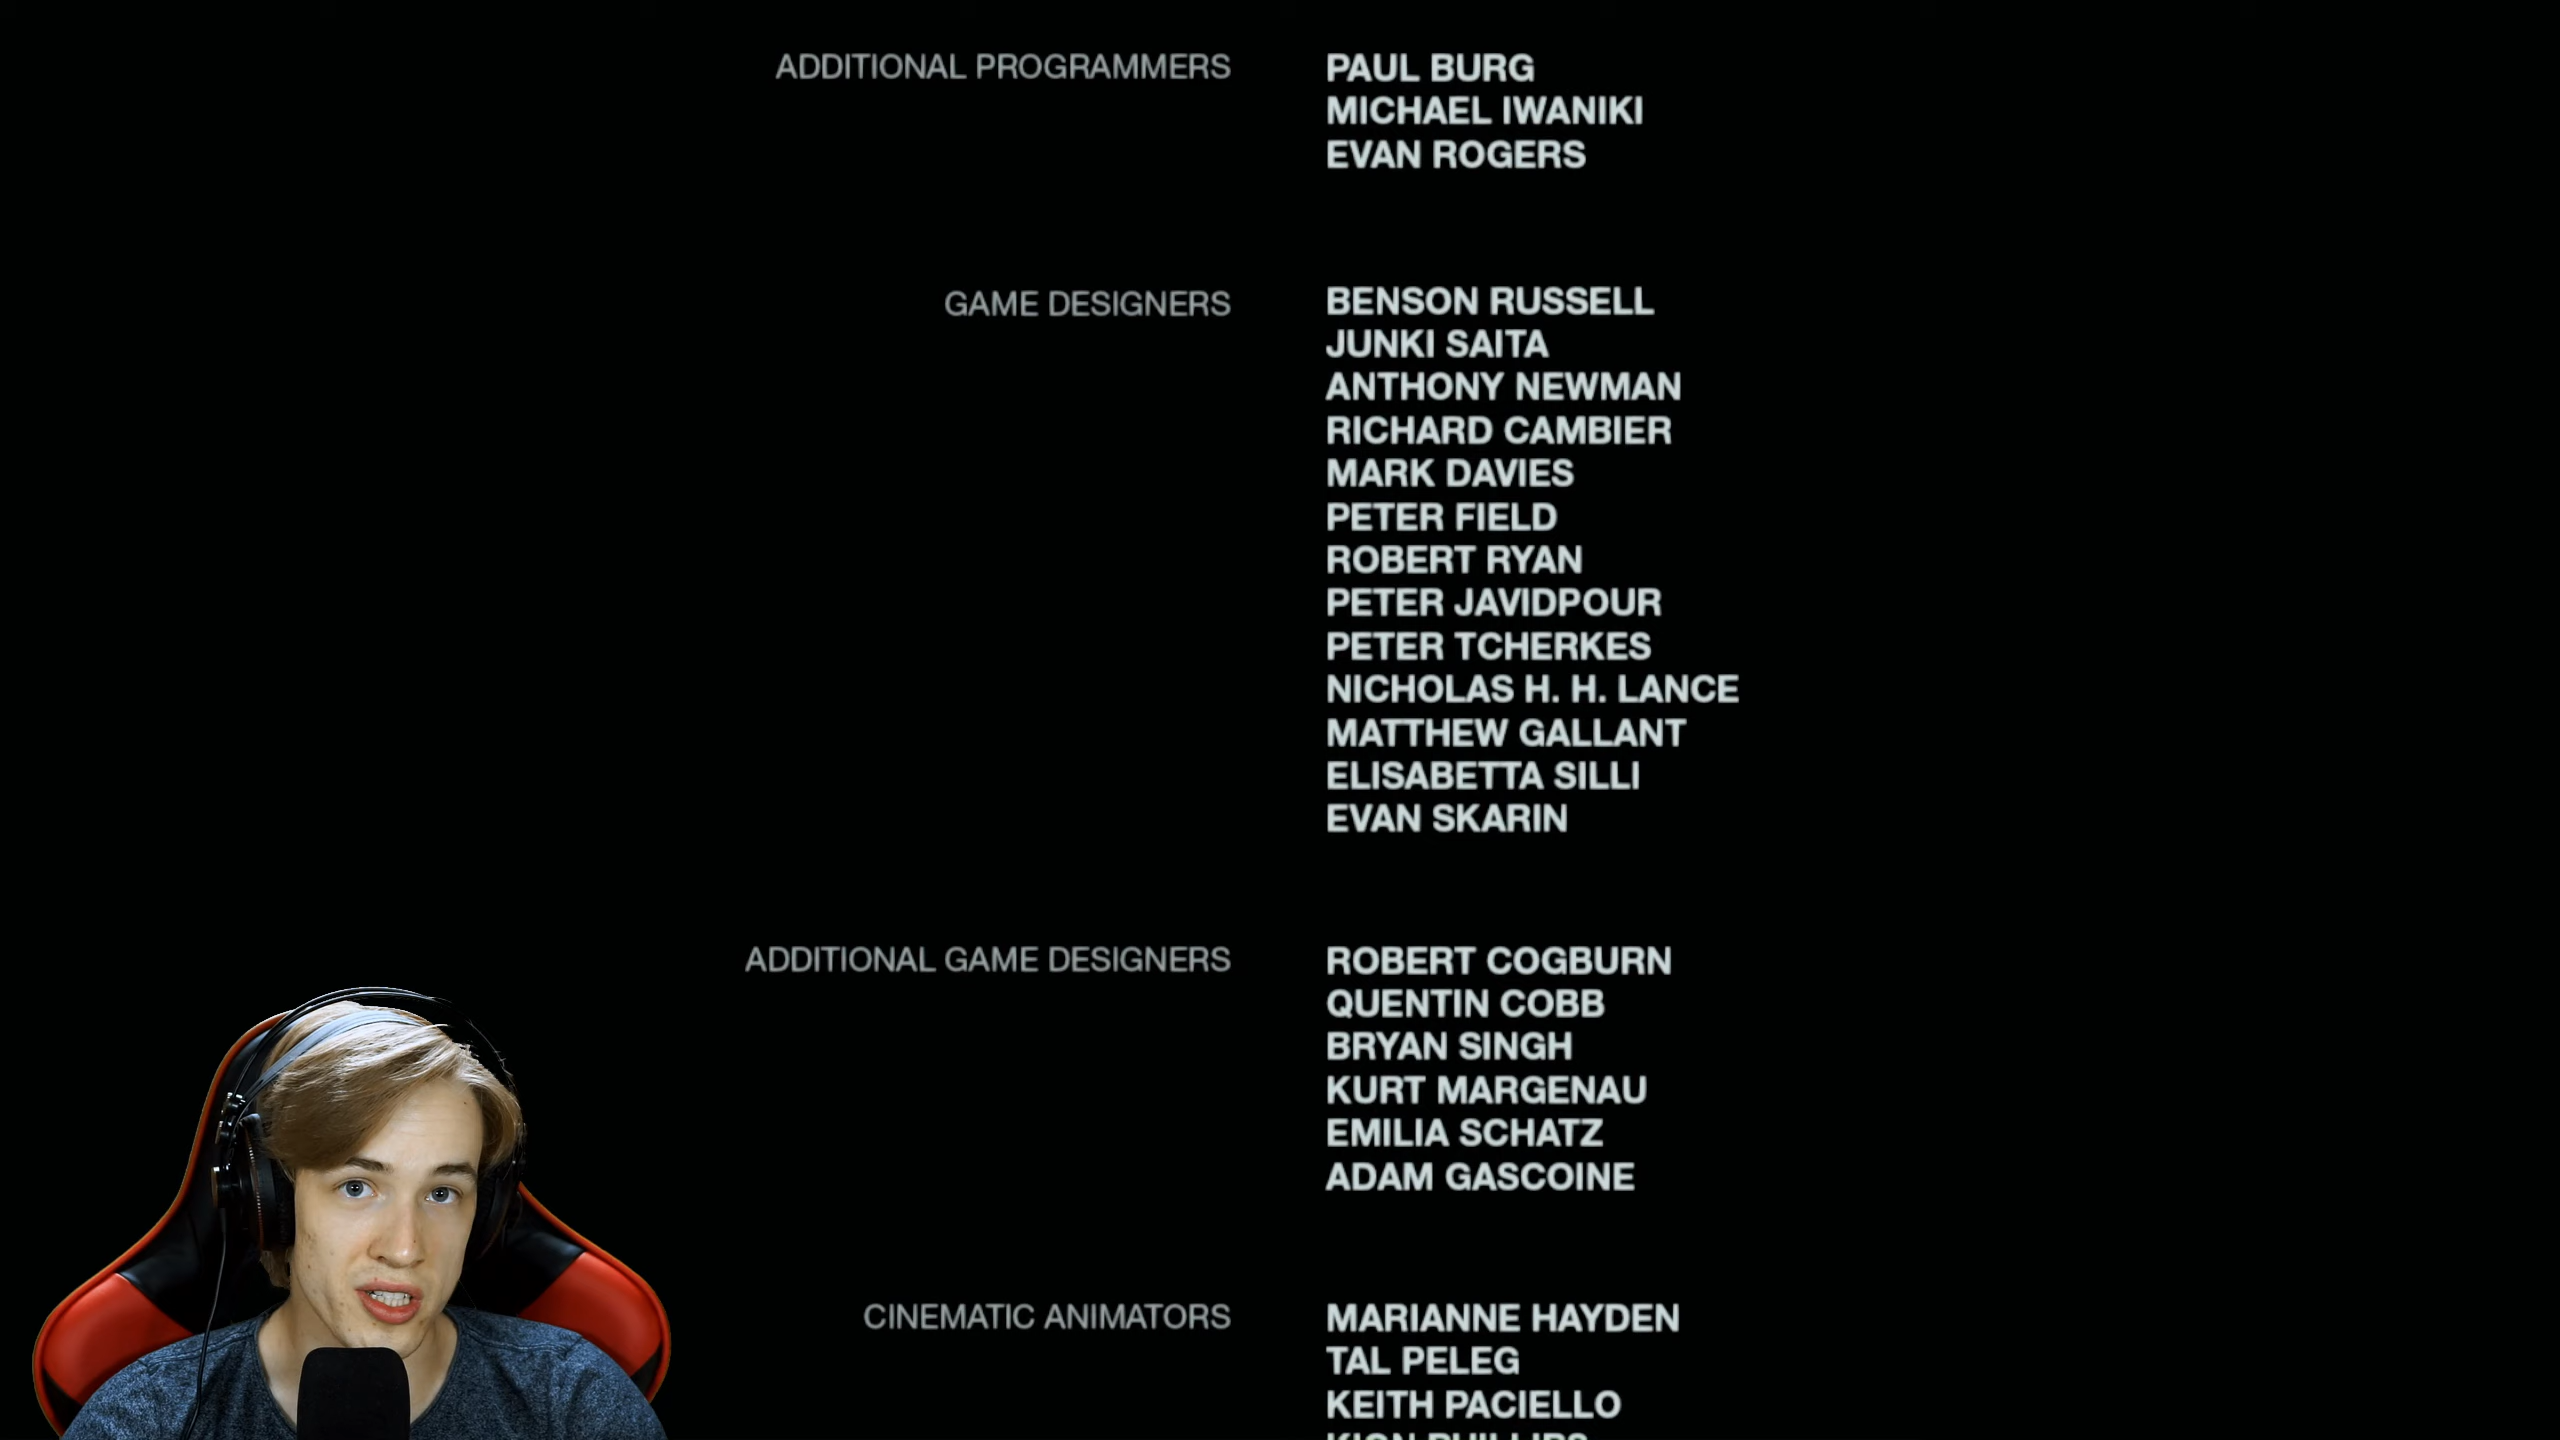 ADDITIONAL PROGRAMMERS PAUL BURG
MICHAEL IWANIKI
EVAN ROGERS
GAME DESIGNERS BENSON RUSSELL
JUNKI SAITA
ANTHONY NEWMAN
RICHARD CAMBIER
MARK DAVIES
PETER FIELD
ROBERT RYAN
PETER JAVIDPOUR
PETER TCHERKES
NICHOLAS H. H. LANCE
MATTHEW GALLANT
ELISABETTA SILLI
EVAN SKARIN
ADDITIONAL GAME DESIGNERS ROBERT COGBURN
QUENTIN COBB
BRYAN SINGH
KURT MARGENAU
EMILIA SCHATZ
ADAM GASCOINE
CINEMATIC ANIMATORS MARIANNE HAYDEN
TAL PELEG
KEITH PACIELLO